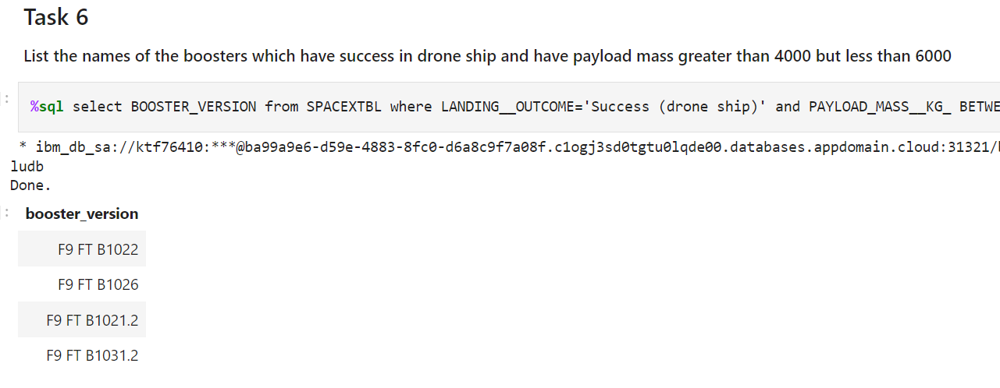 Task 6
List the names of the boosters which have success in drone ship and have payload mass greater than 4000 but less than 6000
: %sql select BOOSTER_VERSION from SPACEXTBL where LANDING__OUTCOME='Success (drone ship)' and PAYLOAD_MASS__KG_ BETWE
* ibm_db_sa://ktf76410:***@ba99a9e6-d59e-4883-8fc0-d6a8c9f7a08f.c1ogj3sd0tgtu0lqde00.databases.appdomain.cloud:31321/b
ludb
Done.
: booster_version
F9 FT B1022
F9 FT B1026
F9 FT B1021.2
F9 FT B1031.2